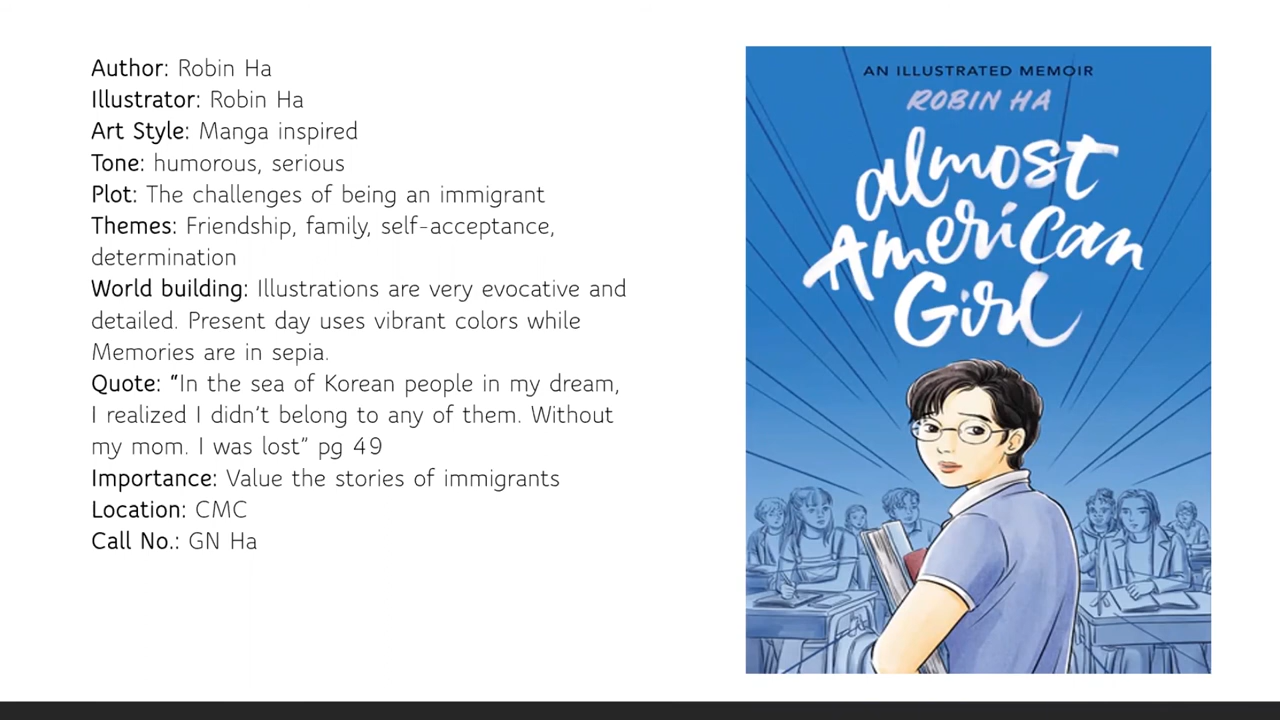 Author: Robin Ha
Illustrator: Robin Ha
Art Style: Manga inspired
Tone: humorous, serious
Plot: The challenges of being an immigrant
Themes: Friendship, family, self-acceptance,
determination
World building: Illustrations are very evocative and
detailed. Present day uses vibrant colors while
Memories are in sepia.
Quote: “In the sea of Korean people in my dream,
I realized I didn’t belong to any of them. Without
my mom. I was lost” pg 49
Importance: Value the stories of immigrants
Location: CMC
Call No.: GN Ha
AN ILLUSTRATED MEMOIR
ROBIN HA
almost
American
Girl